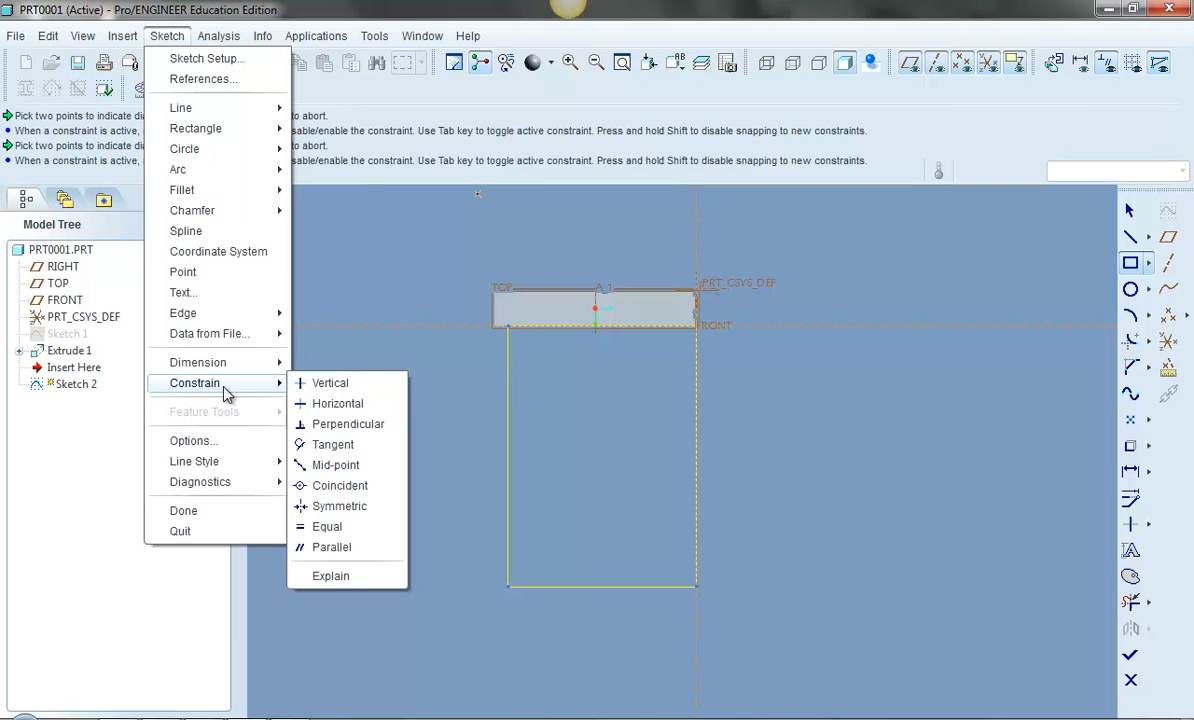 PRT0001 (Active) - Pro/ENGINEER Education Edition
File Edit View Insert Sketch Analysis Info Applications Tools Window Help
Pick two points to indicate dia
rt.
When a constraint is active,
sable/enable the constraint. Use Tab key to toggle active constraint. Press and hold Shift to disable snapping to new constraints.
Pick two points to indicate dia
rt.
When a constraint is active,
sable/enable the constraint. Use Tab key to toggle active constraint. Press and hold Shift to disable snapping to new constraints.
Model Tree
PRT0001.PRT
RIGHT
TOP
FRONT
PRT_CSYS_DEF
Sketch 1
Extrude 1
Insert Here
Sketch 2
Sketch Setup...
References...
Line
Rectangle
Circle
Arc
Fillet
Chamfer
Spline
Coordinate System
Point
Text...
Edge
Data from File...
Dimension
Constrain
Feature Tools
Options...
Line Style
Diagnostics
Done
Quit
Vertical
Horizontal
Perpendicular
Tangent
Mid-point
Coincident
Symmetric
Equal
Parallel
Explain
TOP A_1 PRT_CSYS_DEF
FRONT